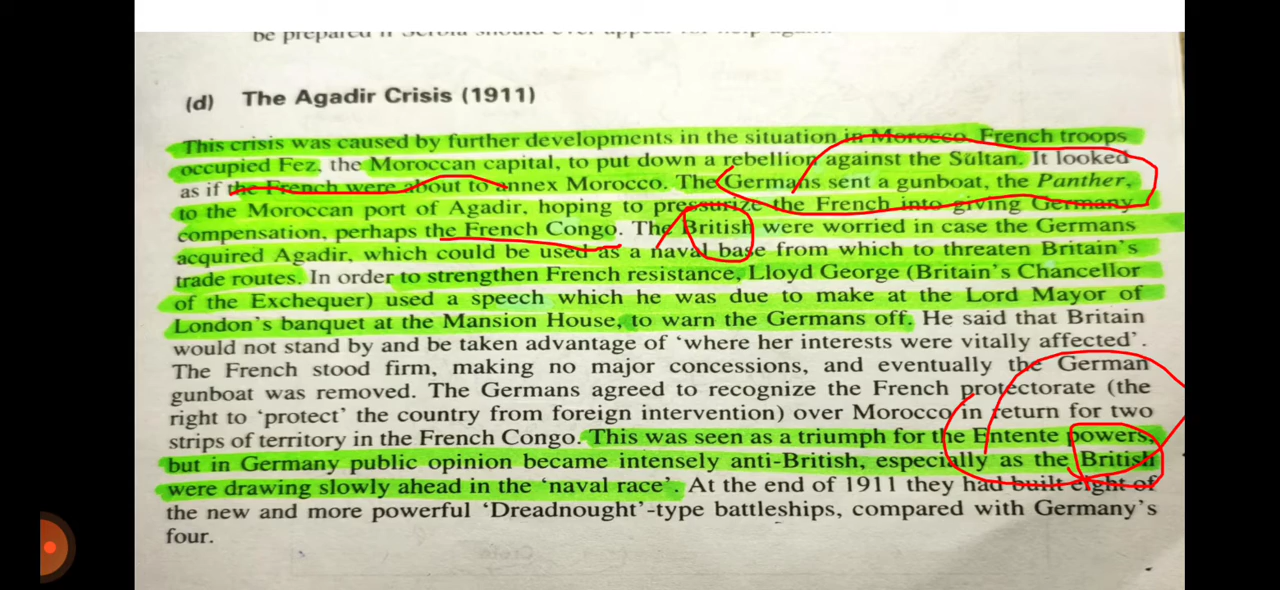 be prepared if Serbia should ever appear for help again.
(d) The Agadir Crisis (1911)
This crisis was caused by further developments in the situation in Morocco. French troops
occupied Fez, the Moroccan capital, to put down a rebellion against the Sultan. It looked
as if the French were about to annex Morocco. The Germans sent a gunboat, the Panther,
to the Moroccan port of Agadir, hoping to pressurize the French into giving Germany
compensation, perhaps the French Congo. The British were worried in case the Germans
acquired Agadir, which could be used as a naval base from which to threaten Britain's
trade routes. In order to strengthen French resistance, Lloyd George (Britain's Chancellor
of the Exchequer) used a speech which he was due to make at the Lord Mayor of
London's banquet at the Mansion House, to warn the Germans off. He said that Britain
would not stand by and be taken advantage of 'where her interests were vitally affected'.
The French stood firm, making no major concessions, and eventually the German
gunboat was removed. The Germans agreed to recognize the French protectorate (the
right to 'protect' the country from foreign intervention) over Morocco in return for two
strips of territory in the French Congo. This was seen as a triumph for the Entente powers,
but in Germany public opinion became intensely anti-British, especially as the British
were drawing slowly ahead in the 'naval race'. At the end of 1911 they had built eight of
the new and more powerful 'Dreadnought'-type battleships, compared with Germany's
four.